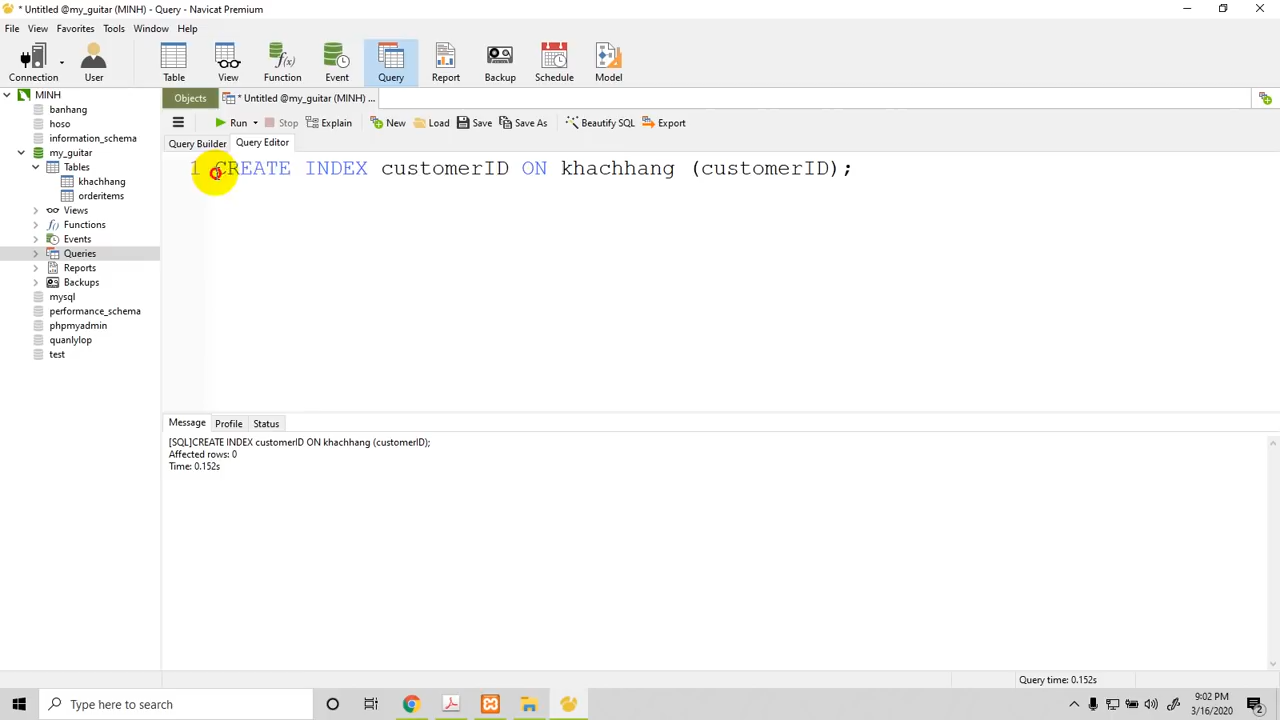 * Untitled @my_guitar (MINH) - Query - Navicat Premium
File View Favorites Tools Window Help
Connection User Table View Function Event Query Report Backup Schedule Model
MINH
banhang
hoso
information_schema
my_guitar
Tables
khachhang
orderitems
Views
Functions
Events
Queries
Reports
Backups
mysql
performance_schema
phpmyadmin
quanlylop
test
Objects * Untitled @my_guitar (MINH) ...
Run Stop Explain New Load Save Save As Beautify SQL Export
Query Builder Query Editor
1 CREATE INDEX customerID ON khachhang (customerID);
Message Profile Status
[SQL]CREATE INDEX customerID ON khachhang (customerID);
Affected rows: 0
Time: 0.152s
Query time: 0.152s
Type here to search
9:02 PM
3/16/2020
2